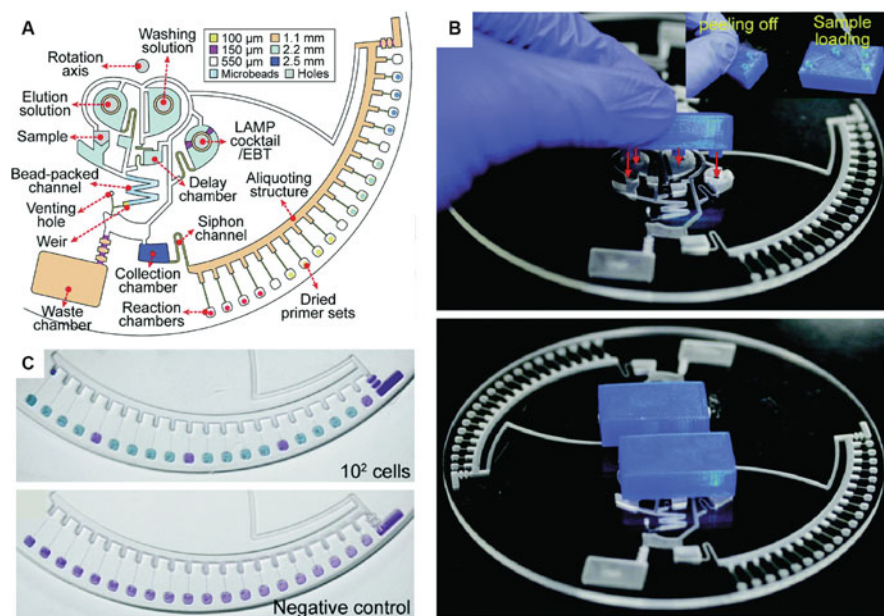 A
Washing
solution
Rotation
axis
100 µm
150 µm
550 µm
Microbeads
1.1 mm
2.2 mm
2.5 mm
Holes
Elution
solution
Sample
LAMP
cocktail
/EBT
Bead-packed
channel
Delay
chamber
Aliquoting
structure
Venting
hole
Siphon
channel
Weir
Collection
chamber
Waste
chamber
Reaction
chambers
Dried
primer sets
B
peeling off
Sample
loading
C
10² cells
Negative control